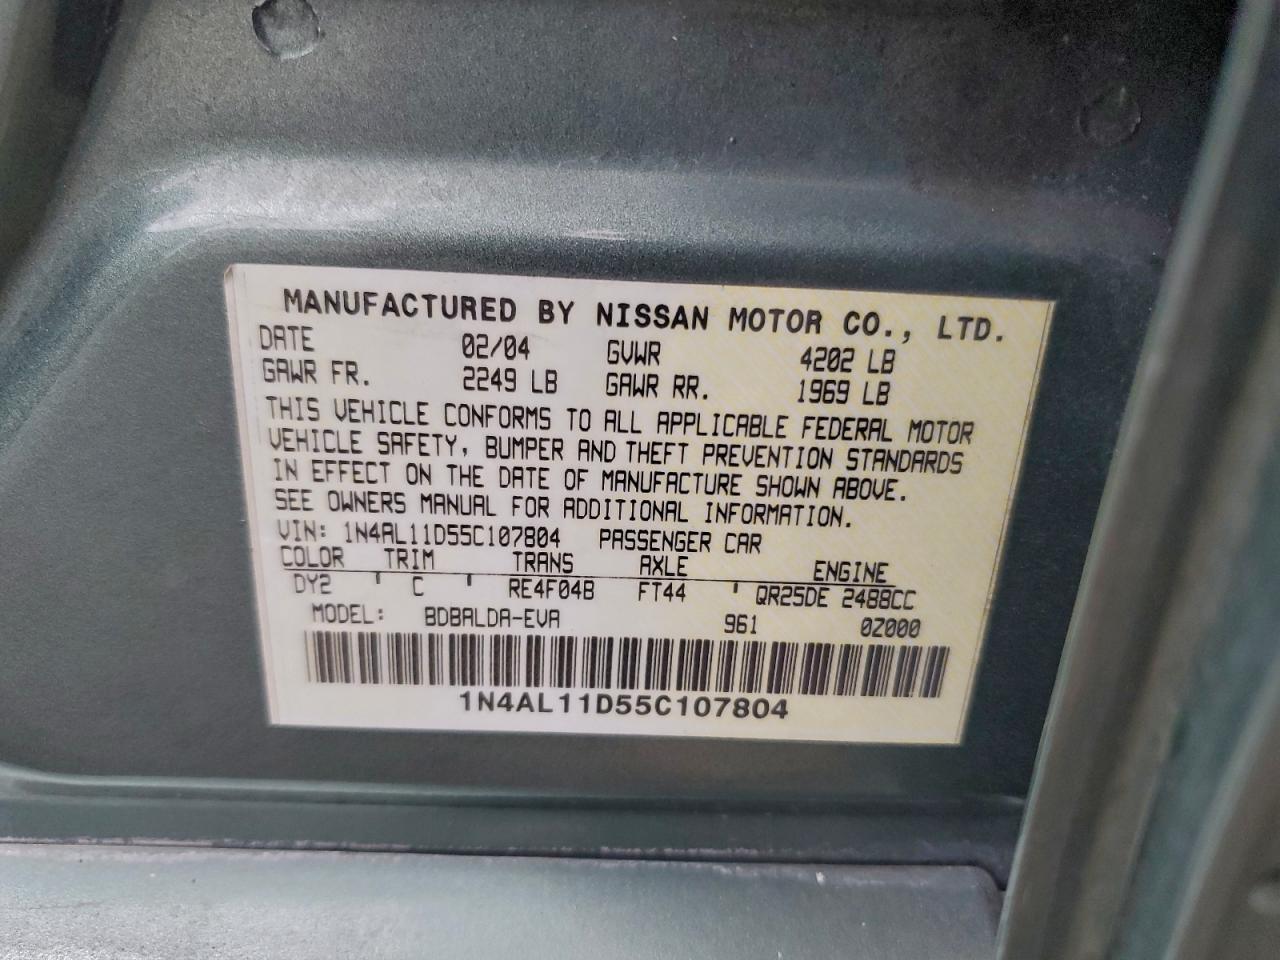 MANUFACTURED BY NISSAN MOTOR CO., LTD.
DATE 02/04 GVWR 4202 LB
GAWR FR. 2249 LB GAWR RR. 1969 LB
THIS VEHICLE CONFORMS TO ALL APPLICABLE FEDERAL MOTOR
VEHICLE SAFETY, BUMPER AND THEFT PREVENTION STANDARDS
IN EFFECT ON THE DATE OF MANUFACTURE SHOWN ABOVE.
SEE OWNERS MANUAL FOR ADDITIONAL INFORMATION.
VIN: 1N4AL11D55C107804 PASSENGER CAR
COLOR TRIM TRANS AXLE ENGINE
DY2 ' C ' RE4F04B FT44 ' QR25DE 2488CC
MODEL: BDBALDA-EVA 961 0Z000
1N4AL11D55C107804